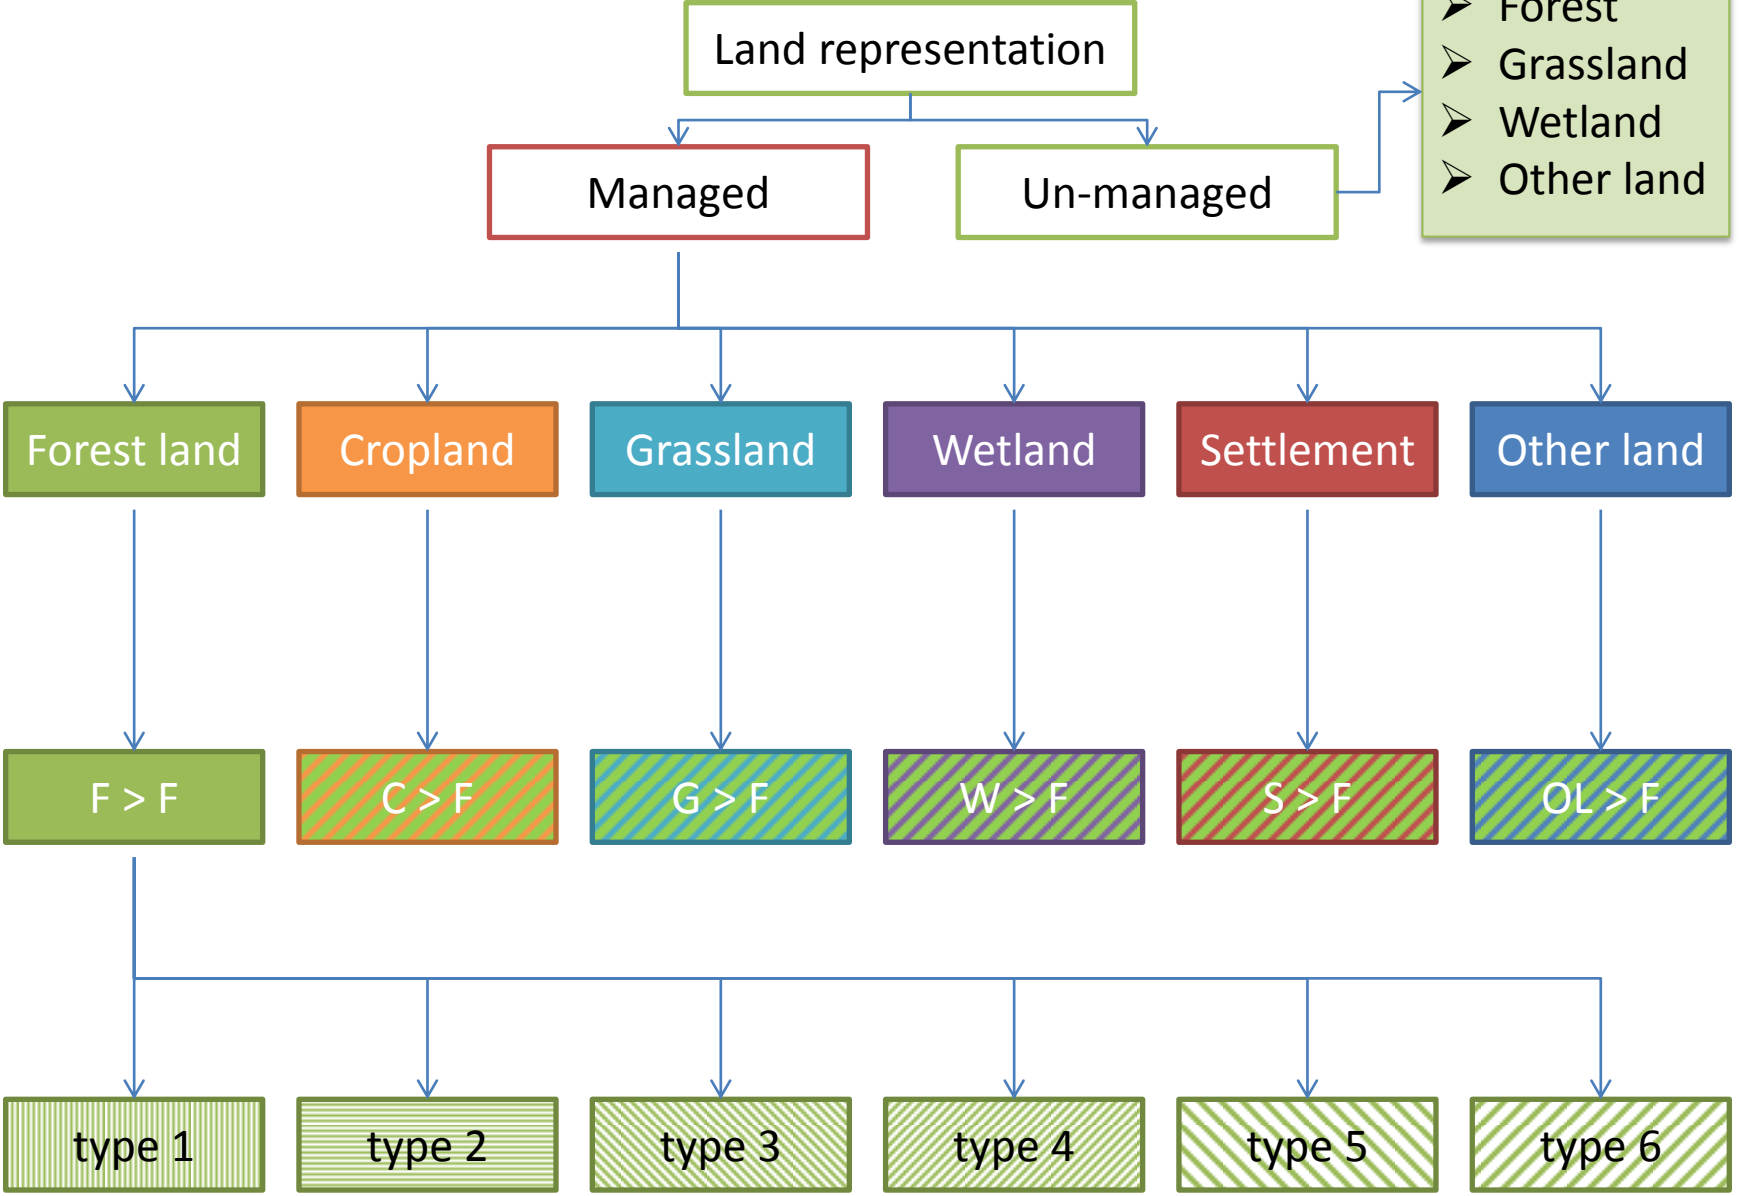 Land representation
➢ Forest
➢ Grassland
➢ Wetland
➢ Other land
Managed
Un-managed
Forest land
Cropland
Grassland
Wetland
Settlement
Other land
F > F
C > F
G > F
W > F
S > F
OL > F
type 1
type 2
type 3
type 4
type 5
type 6